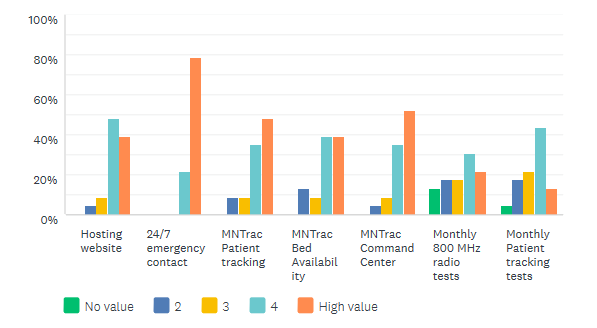 100%
80%
60%
40%
20%
0%
Hosting
website
24/7
emergency
contact
MNTrac
Patient
tracking
MNTrac
Bed
Availabil
ity
MNTrac
Command
Center
Monthly
800 MHz
radio
tests
Monthly
Patient
tracking
tests
No value 2 3 4 High value